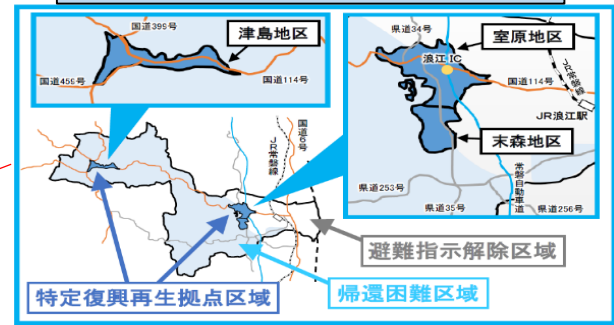 国道399号
津島地区
国道459号
国道114号
県道34号
室原地区
浪江IC
国道114号
JR常磐線
JR浪江駅
末森地区
県道253号
常磐自動車道
県道35号
県道256号
JR常磐線
国道6号
避難指示解除区域
特定復興再生拠点区域
帰還困難区域